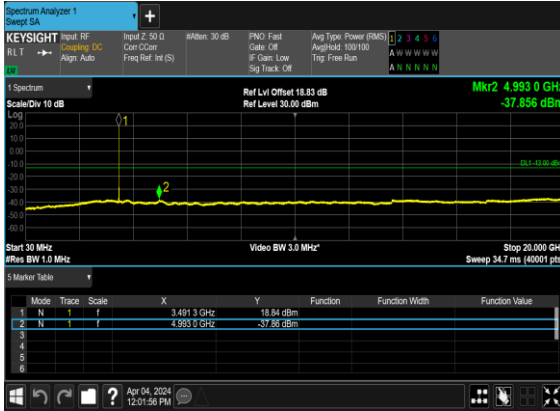 Spectrum Analyzer 1
Swept SA
+
KEYSIGHT
RLT
Input: RF
Coupling: DC
Align: Auto
Input Z: 50 Ω
Corr CCorr
Freq Ref: Int (S)
#Atten: 30 dB
PNO: Fast
Gate: Off
IF Gain: Low
Sig Track: Off
Avg Type: Power (RMS)
Avg|Hold: 100/100
Trig: Free Run
1 2 3 4 5 6
A W W W W W
A N N N N N
1 Spectrum
Scale/Div 10 dB
Ref Lvl Offset 18.83 dB
Ref Level 30.00 dBm
Mkr2 4.993 0 GHz
-37.856 dBm
Log
20.0
10.0
0.00
-10.0
-20.0
-30.0
-40.0
-50.0
-60.0
1
2
DL1 -13.00 dBm
Start 30 MHz
#Res BW 1.0 MHz
Video BW 3.0 MHz*
Stop 20.000 GH
Sweep 34.7 ms (40001 pts
5 Marker Table
Mode Trace Scale X Y Function Function Width Function Value
1 N 1 f 3.491 3 GHz 18.84 dBm
2 N 1 f 4.993 0 GHz -37.86 dBm
3
4
5
6
?
Apr 04, 2024
12:01:56 PM